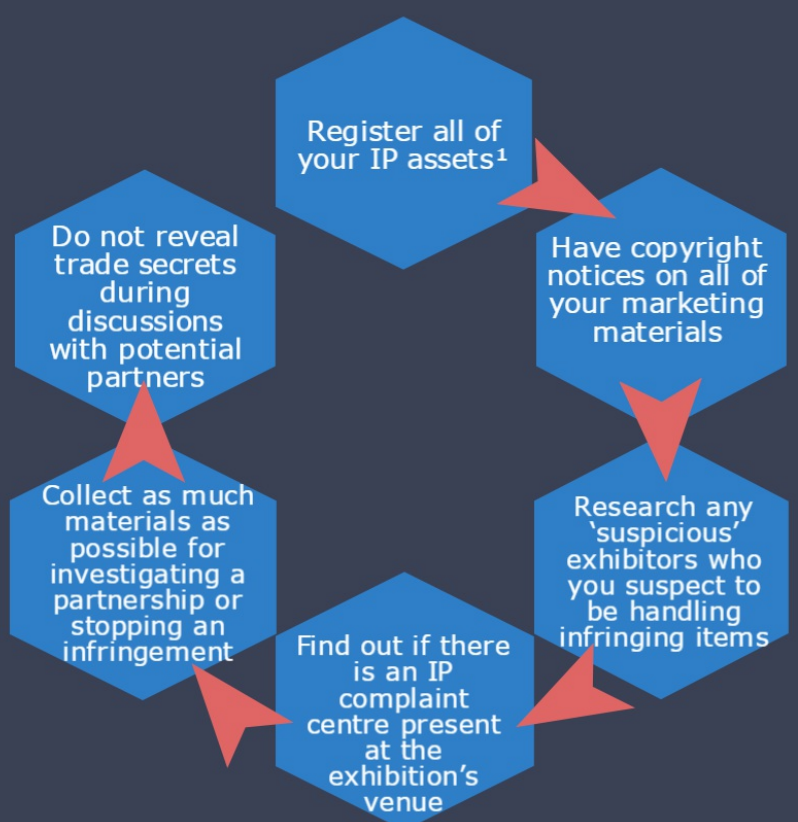 Register all of
your IP assets¹
Have copyright
notices on all of
your marketing
materials
Research any
‘suspicious’
exhibitors who
you suspect to
be handling
infringing items
Find out if there
is an IP
complaint
centre present
at the
exhibition’s
venue
Collect as much
materials as
possible for
investigating a
partnership or
stopping an
infringement
Do not reveal
trade secrets
during
discussions
with potential
partners